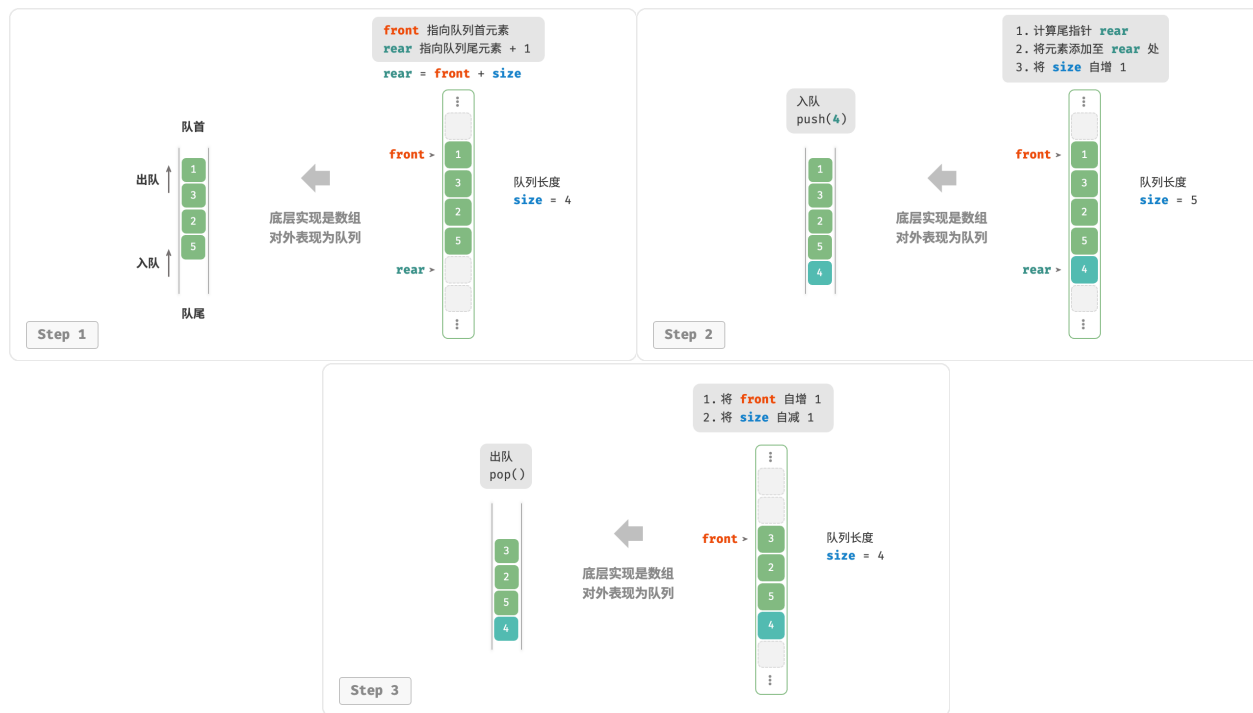 front 指向队列首元素
rear 指向队列尾元素 + 1
rear = front + size
队首
出队
入队
队尾
1
3
2
5
底层实现是数组
对外表现为队列
front
rear
1
3
2
5
队列长度
size = 4
Step 1
1. 计算尾指针 rear
2. 将元素添加至 rear 处
3. 将 size 自增 1
入队
push(4)
1
3
2
5
4
底层实现是数组
对外表现为队列
front
rear
1
3
2
5
4
队列长度
size = 5
Step 2
1. 将 front 自增 1
2. 将 size 自减 1
出队
pop()
3
2
5
4
底层实现是数组
对外表现为队列
front
3
2
5
4
队列长度
size = 4
Step 3